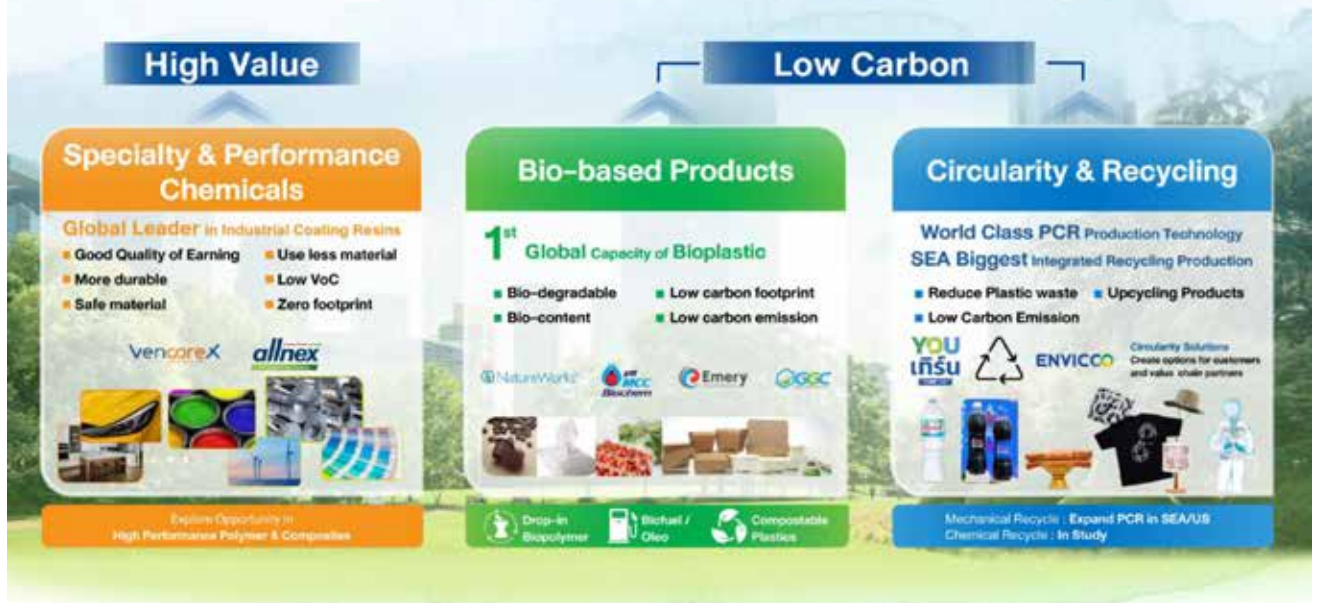 High Value
Low Carbon
Specialty & Performance
Chemicals
Global Leader in Industrial Coating Resins
Good Quality of Earning
Use less material
More durable
Low VoC
Safe material
Zero footprint
vencoreX
allnex
Explore Opportunity in
High Performance Polymer & Composites
Bio-based Products
1st Global Capacity of Bioplastic
Bio-degradable
Low carbon footprint
Bio-content
Low carbon emission
NatureWorks
PTT
MCC
Biochem
Emery
GGC
Drop-in
Biopolymer
Biofuel /
Oleo
Compostable
Plastics
Circularity & Recycling
World Class PCR Production Technology
SEA Biggest Integrated Recycling Production
Reduce Plastic waste
Upcycling Products
Low Carbon Emission
YOU
เทิร์น
ENVICCO
Circularity Solutions
Create options for customers
and value chain partners
Mechanical Recycle : Expand PCR in SEA/US
Chemical Recycle : In Study